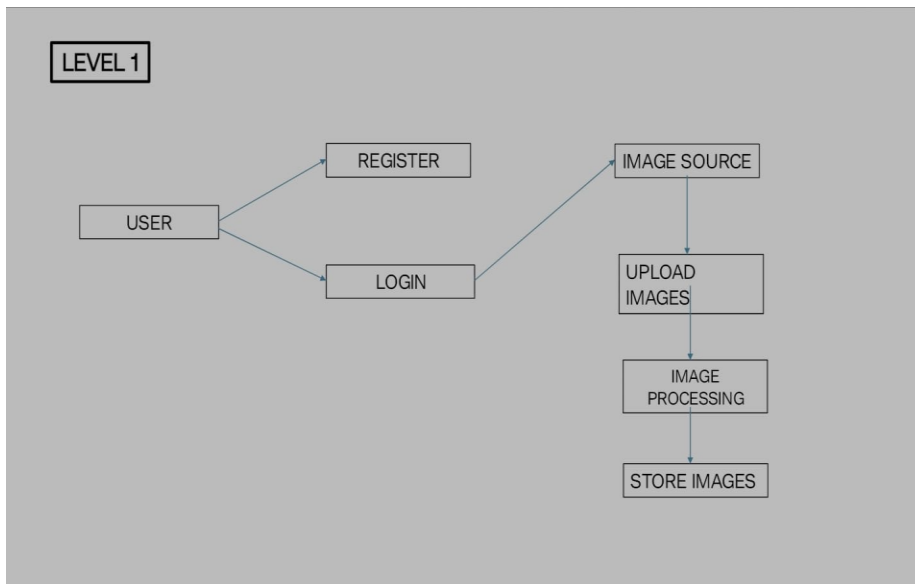 LEVEL 1
REGISTER
IMAGE SOURCE
USER
LOGIN
UPLOAD
IMAGES
IMAGE
PROCESSING
STORE IMAGES